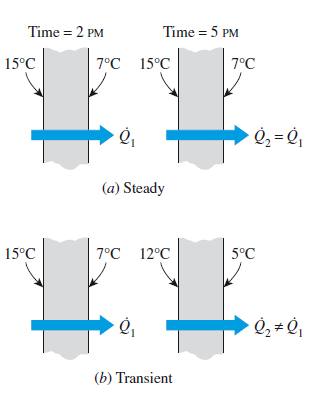 Time = 2 PM Time = 5 PM
15°C 7°C 15°C 7°C
Q̇₁ Q̇₂ = Q̇₁
(a) Steady
15°C 7°C 12°C 5°C
Q̇₁ Q̇₂ ≠ Q̇₁
(b) Transient